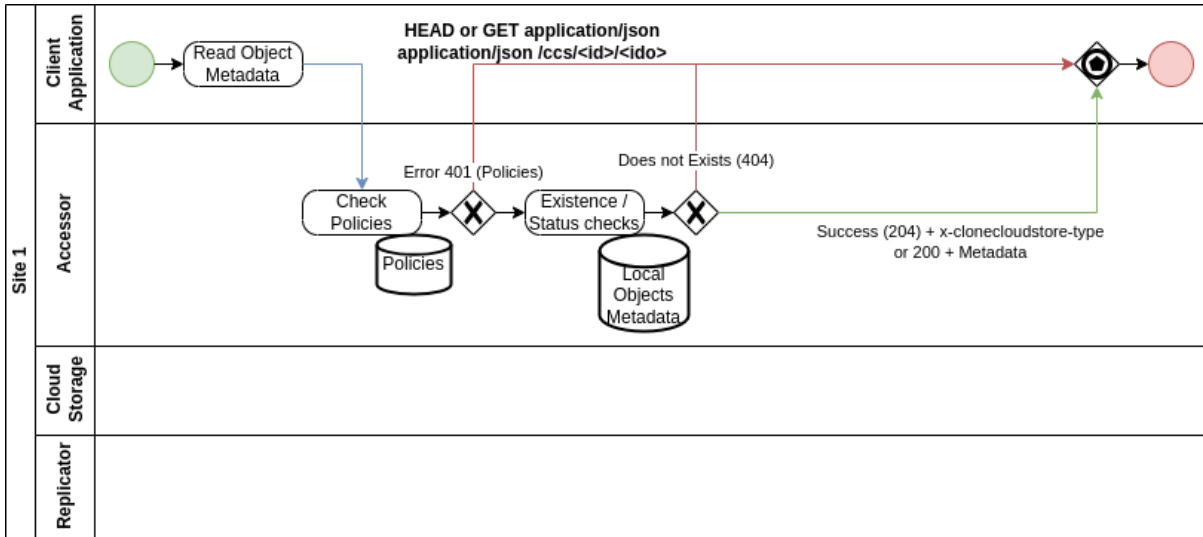 Site 1
Client
Application
Read Object
Metadata
HEAD or GET application/json
application/json /ccs/<id>/<ido>
Accessor
Error 401 (Policies)
Does not Exists (404)
Check
Policies
Policies
Existence /
Status checks
Local
Objects
Metadata
Success (204) + x-clonecloudstore-type
or 200 + Metadata
Cloud
Storage
Replicator